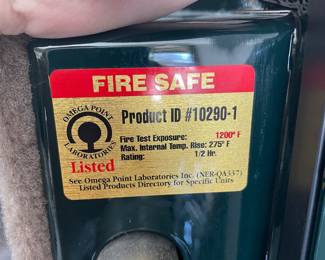 FIRE SAFE
OMEGA POINT
LABORATORIES
Listed
Product ID #10290-1
Fire Test Exposure: 1200° F
Max. Internal Temp. Rise: 275° F
Rating: 1/2 Hr.
See Omega Point Laboratories Inc. (NER-QA337)
Listed Products Directory for Specific Units